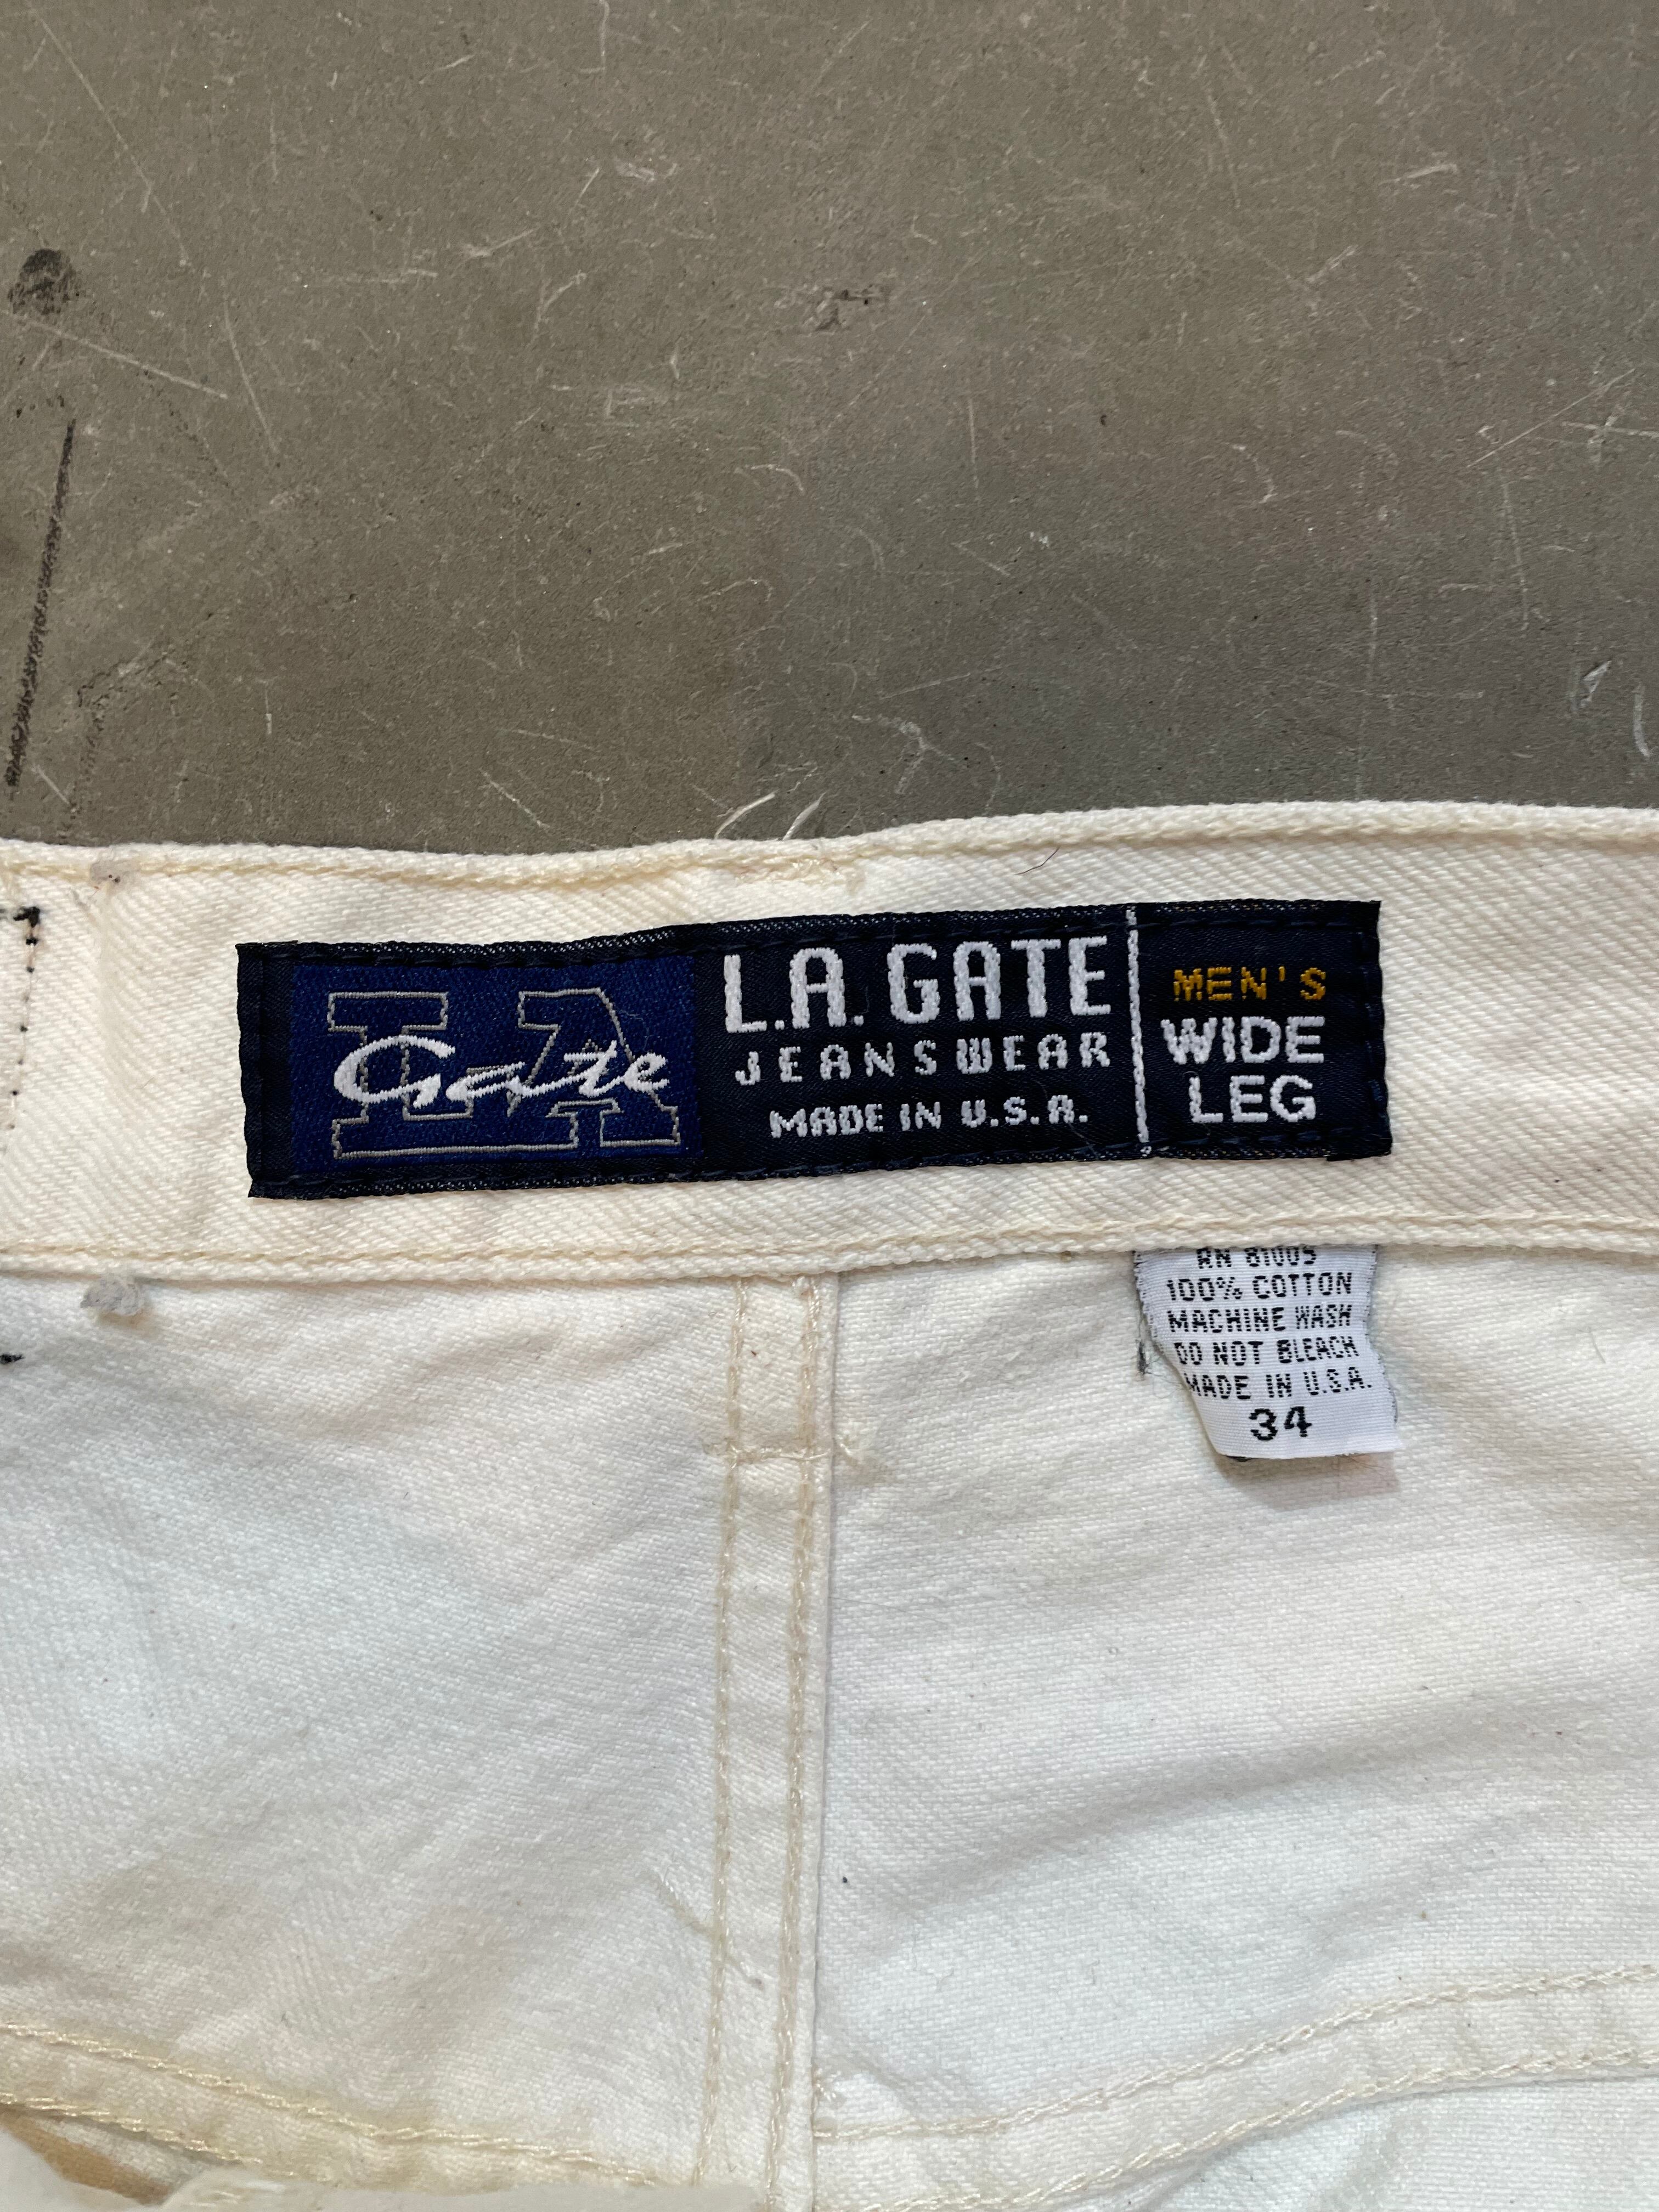 LA
Gate
L.A. GATE
JEANSWEAR
MADE IN U.S.A.
MEN'S
WIDE
LEG
RN 81005
100% COTTON
MACHINE WASH
DO NOT BLEACH
MADE IN U.S.A.
34